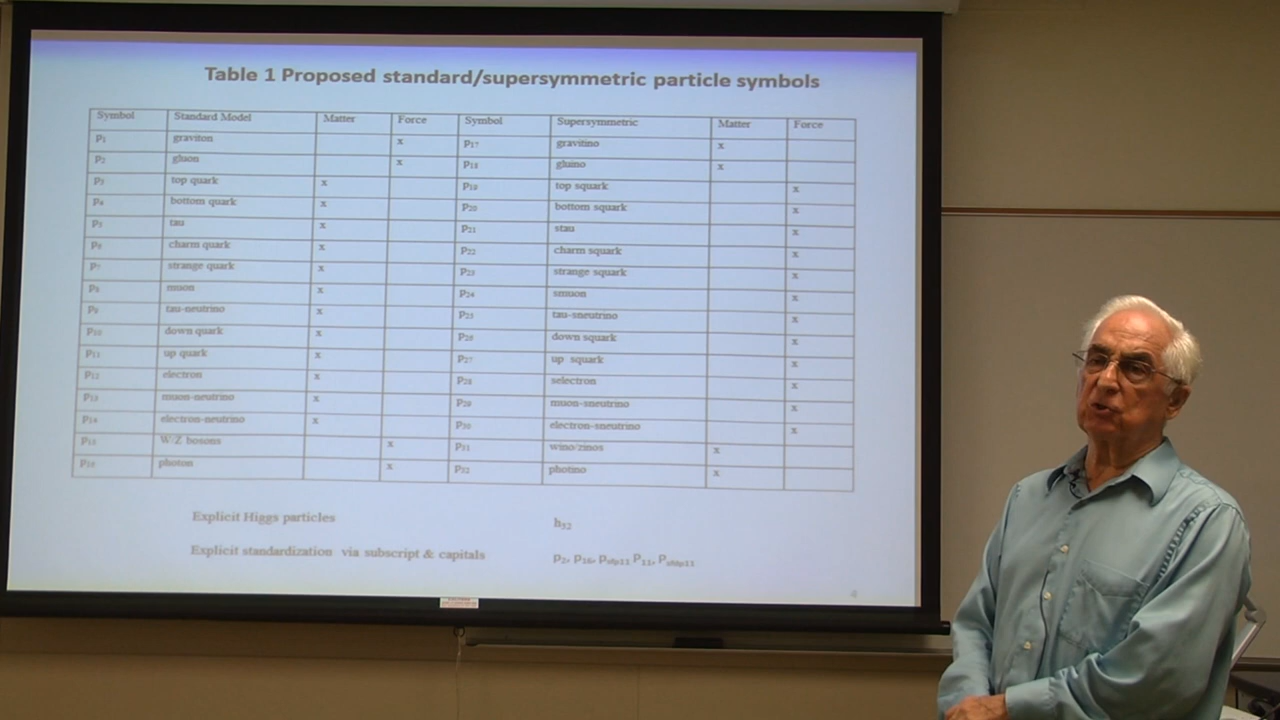 Table 1 Proposed standard/supersymmetric particle symbols
Symbol Standard Model Matter Force Symbol Supersymmetric Matter Force
p1 graviton x p17 gravitino x
p2 gluon x p18 gluino x
p3 top quark x p19 top squark x
p4 bottom quark x p20 bottom squark x
p5 tau x p21 stau x
p6 charm quark x p22 charm squark x
p7 strange quark x p23 strange squark x
p8 muon x p24 smuon x
p9 tau-neutrino x p25 tau-sneutrino x
p10 down quark x p26 down squark x
p11 up quark x p27 up squark x
p12 electron x p28 selectron x
p13 muon-neutrino x p29 muon-sneutrino x
p14 electron-neutrino x p30 electron-sneutrino x
p15 W/Z bosons x p31 wino/zinos x
p16 photon x p32 photino x
Explicit Higgs particles h32
Explicit standardization via subscript & capitals p2, p16, P11,
4